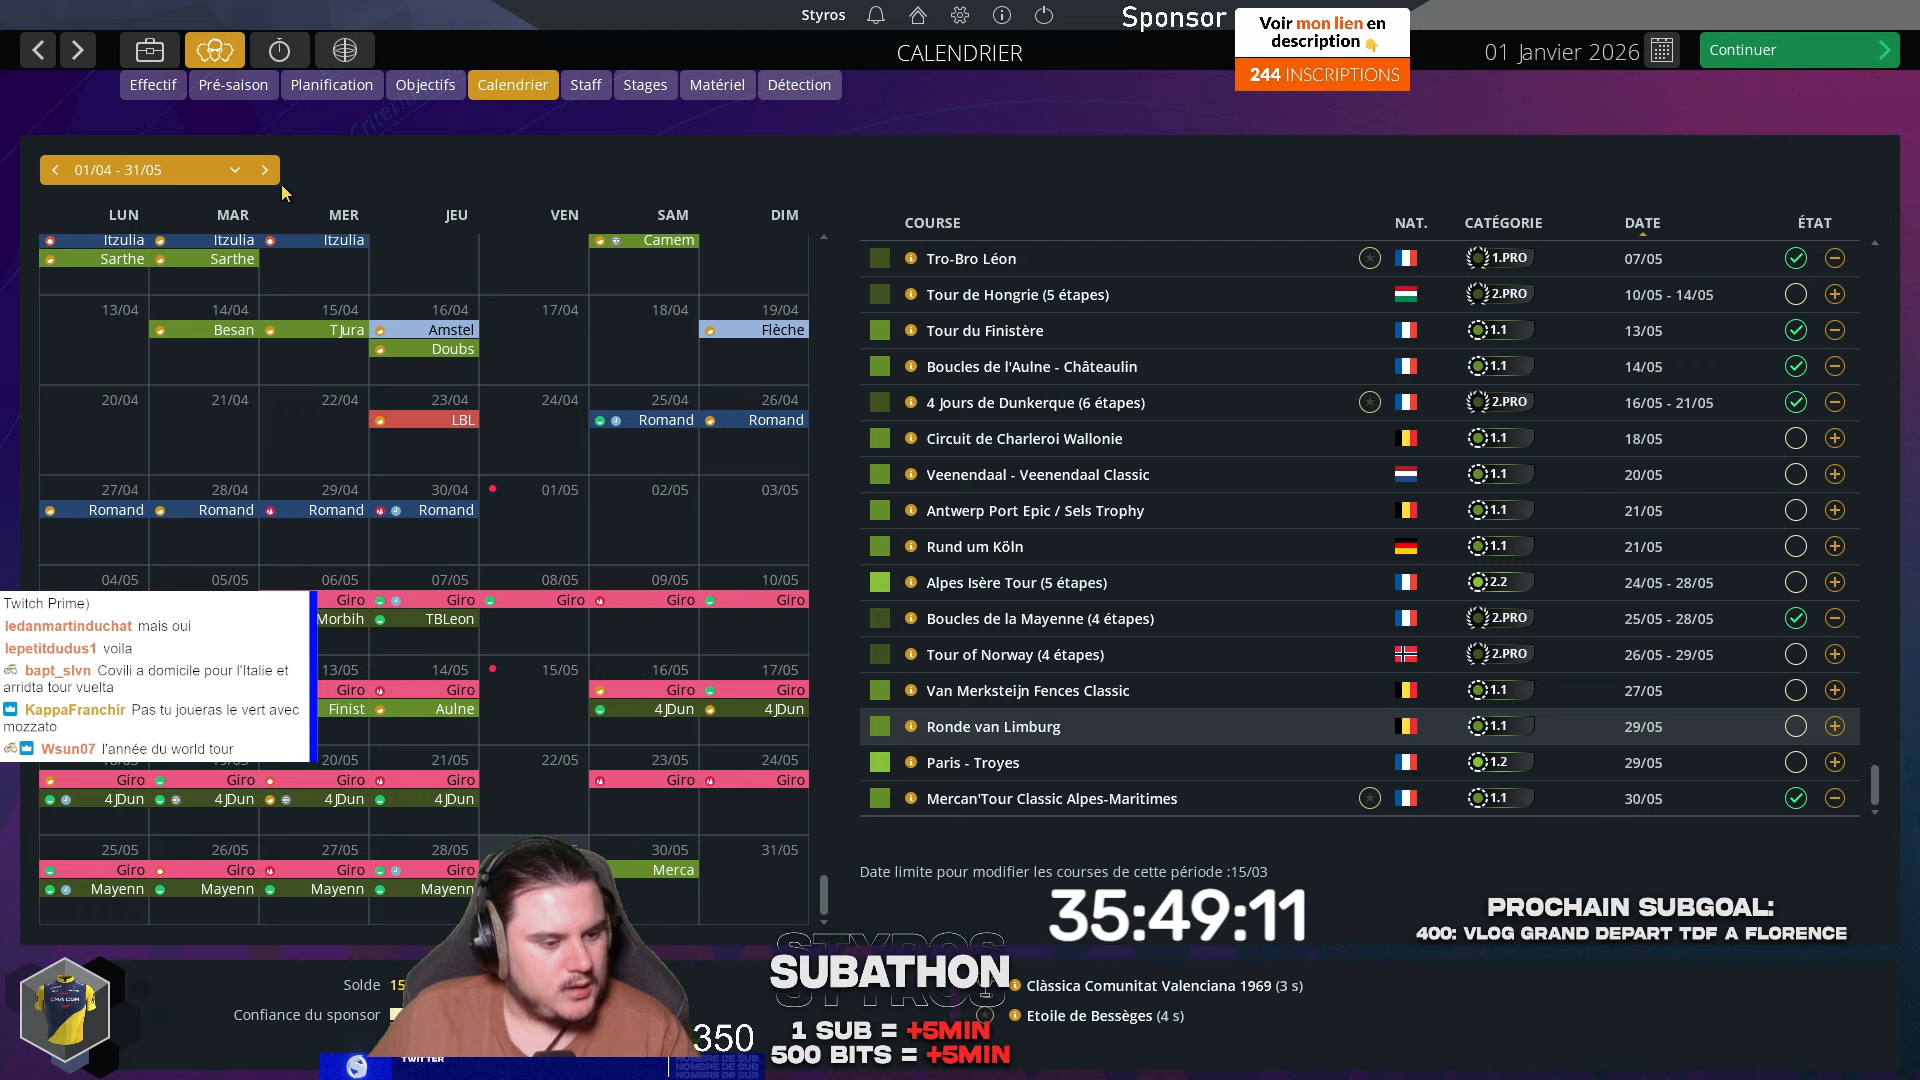 Styros
Sponsor
Voir mon lien en
description
244 INSCRIPTIONS
CALENDRIER
01 Janvier 2026
Continuer
Effectif
Pré-saison
Planification
Objectifs
Calendrier
Staff
Stages
Matériel
Détection
01/04 - 31/05
LUN MAR MER JEU VEN SAM DIM
Itzulia Itzulia Itzulia Camem
Sarthe Sarthe
13/04 14/04 15/04 16/04 17/04 18/04 19/04
Besan TJura Amstel Flèche
Doubs
20/04 21/04 22/04 23/04 24/04 25/04 26/04
LBL Romand Romand
27/04 28/04 29/04 30/04 01/05 02/05 03/05
Romand Romand Romand Romand
04/05 05/05 06/05 07/05 08/05 09/05 10/05
Giro Giro Giro Giro Giro
Morbih TBLeon
13/05 14/05 15/05 16/05 17/05
Giro Giro Giro Giro
Finist Aulne 4JDun 4JDun
18/05 19/05 20/05 21/05 22/05 23/05 24/05
Giro Giro Giro Giro Giro Giro
4JDun 4JDun 4JDun 4JDun
25/05 26/05 27/05 28/05 30/05 31/05
Giro Giro Giro Giro Merca
Mayenn Mayenn Mayenn Mayenn
Twitch Prime)
ledanmartinduchat mais oui
lepetitdudus1 voila
bapt_slvn Covili a domicile pour l'Italie et
arridta tour vuelta
KappaFranchir Pas tu joueras le vert avec
mozzato
Wsun07 l'année du world tour
COURSE NAT. CATÉGORIE DATE ÉTAT
Tro-Bro Léon 1.PRO 07/05
Tour de Hongrie (5 étapes) 2.PRO 10/05 - 14/05
Tour du Finistère 1.1 13/05
Boucles de l'Aulne - Châteaulin 1.1 14/05
4 Jours de Dunkerque (6 étapes) 2.PRO 16/05 - 21/05
Circuit de Charleroi Wallonie 1.1 18/05
Veenendaal - Veenendaal Classic 1.1 20/05
Antwerp Port Epic / Sels Trophy 1.1 21/05
Rund um Köln 1.1 21/05
Alpes Isère Tour (5 étapes) 2.2 24/05 - 28/05
Boucles de la Mayenne (4 étapes) 2.PRO 25/05 - 28/05
Tour of Norway (4 étapes) 2.PRO 26/05 - 29/05
Van Merksteijn Fences Classic 1.1 27/05
Ronde van Limburg 1.1 29/05
Paris - Troyes 1.2 29/05
Mercan'Tour Classic Alpes-Maritimes 1.1 30/05
Date limite pour modifier les courses de cette période :15/03
35:49:11
PROCHAIN SUBGOAL:
400: VLOG GRAND DEPART TDF A FLORENCE
CMA CGM
Solde 15
Confiance du sponsor
STYROS
SUBATHON
STYROS
1 SUB = +5MIN
500 BITS = +5MIN
Clàssica Comunitat Valenciana 1969 (3 s)
Etoile de Bessèges (4 s)
350
NOMBRE DE SUB
NOMBRE DE SUB
NOMBRE DE SUB
TWITTER